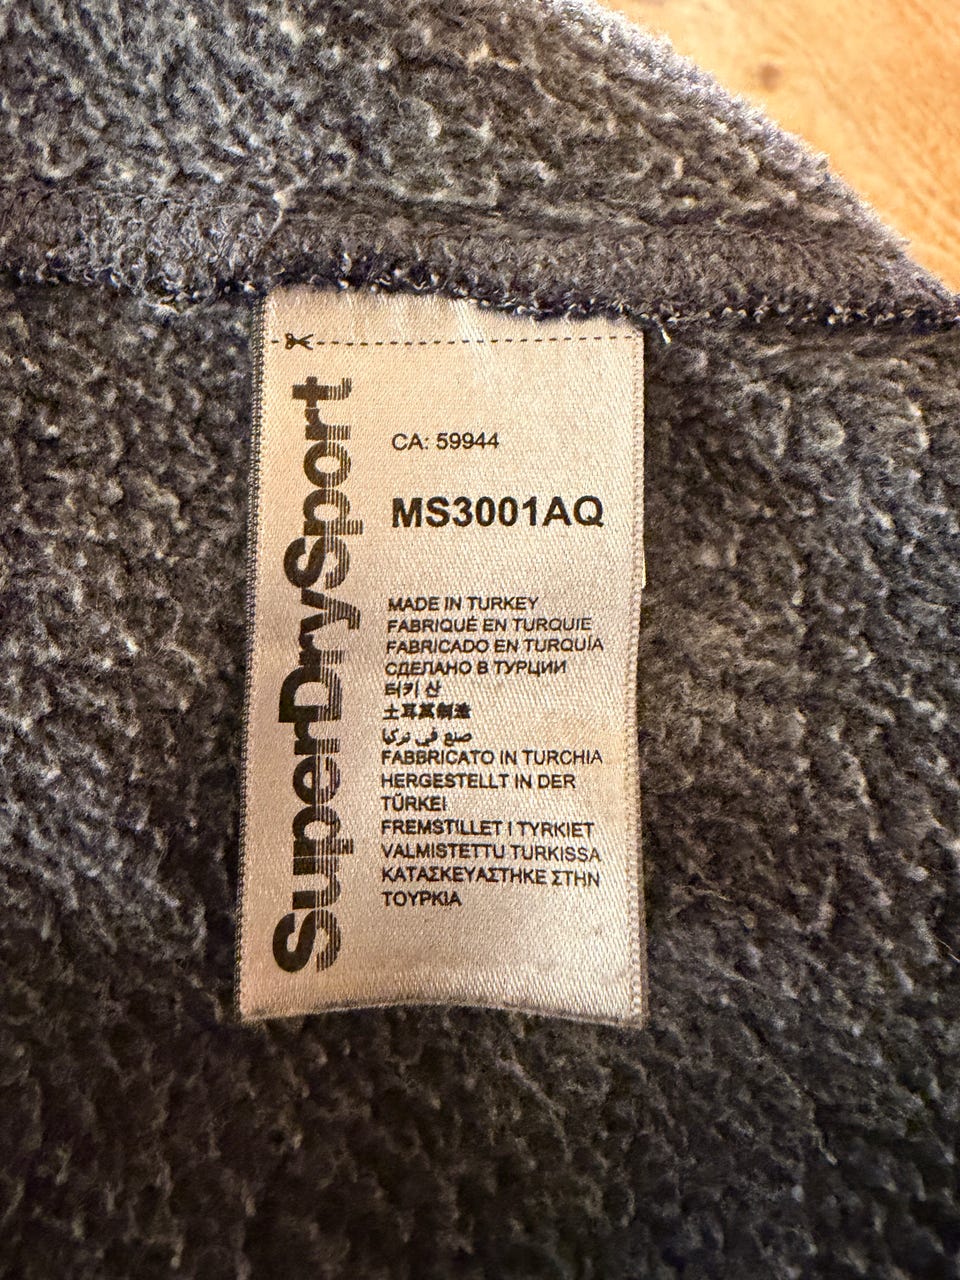 SuperDrySport
CA: 59944
MS3001AQ
MADE IN TURKEY
FABRIQUÉ EN TURQUIE
FABRICADO EN TURQUÍA
СДЕЛАНО В ТУРЦИИ
터키 산
土耳其制造
صنع في تركيا
FABBRICATO IN TURCHIA
HERGESTELLT IN DER
TÜRKEI
FREMSTILLET I TYRKIET
VALMISTETTU TURKISSA
ΚΑΤΑΣΚΕΥΑΣΤΗΚΕ ΣΤΗΝ
ΤΟΥΡΚΙΑ